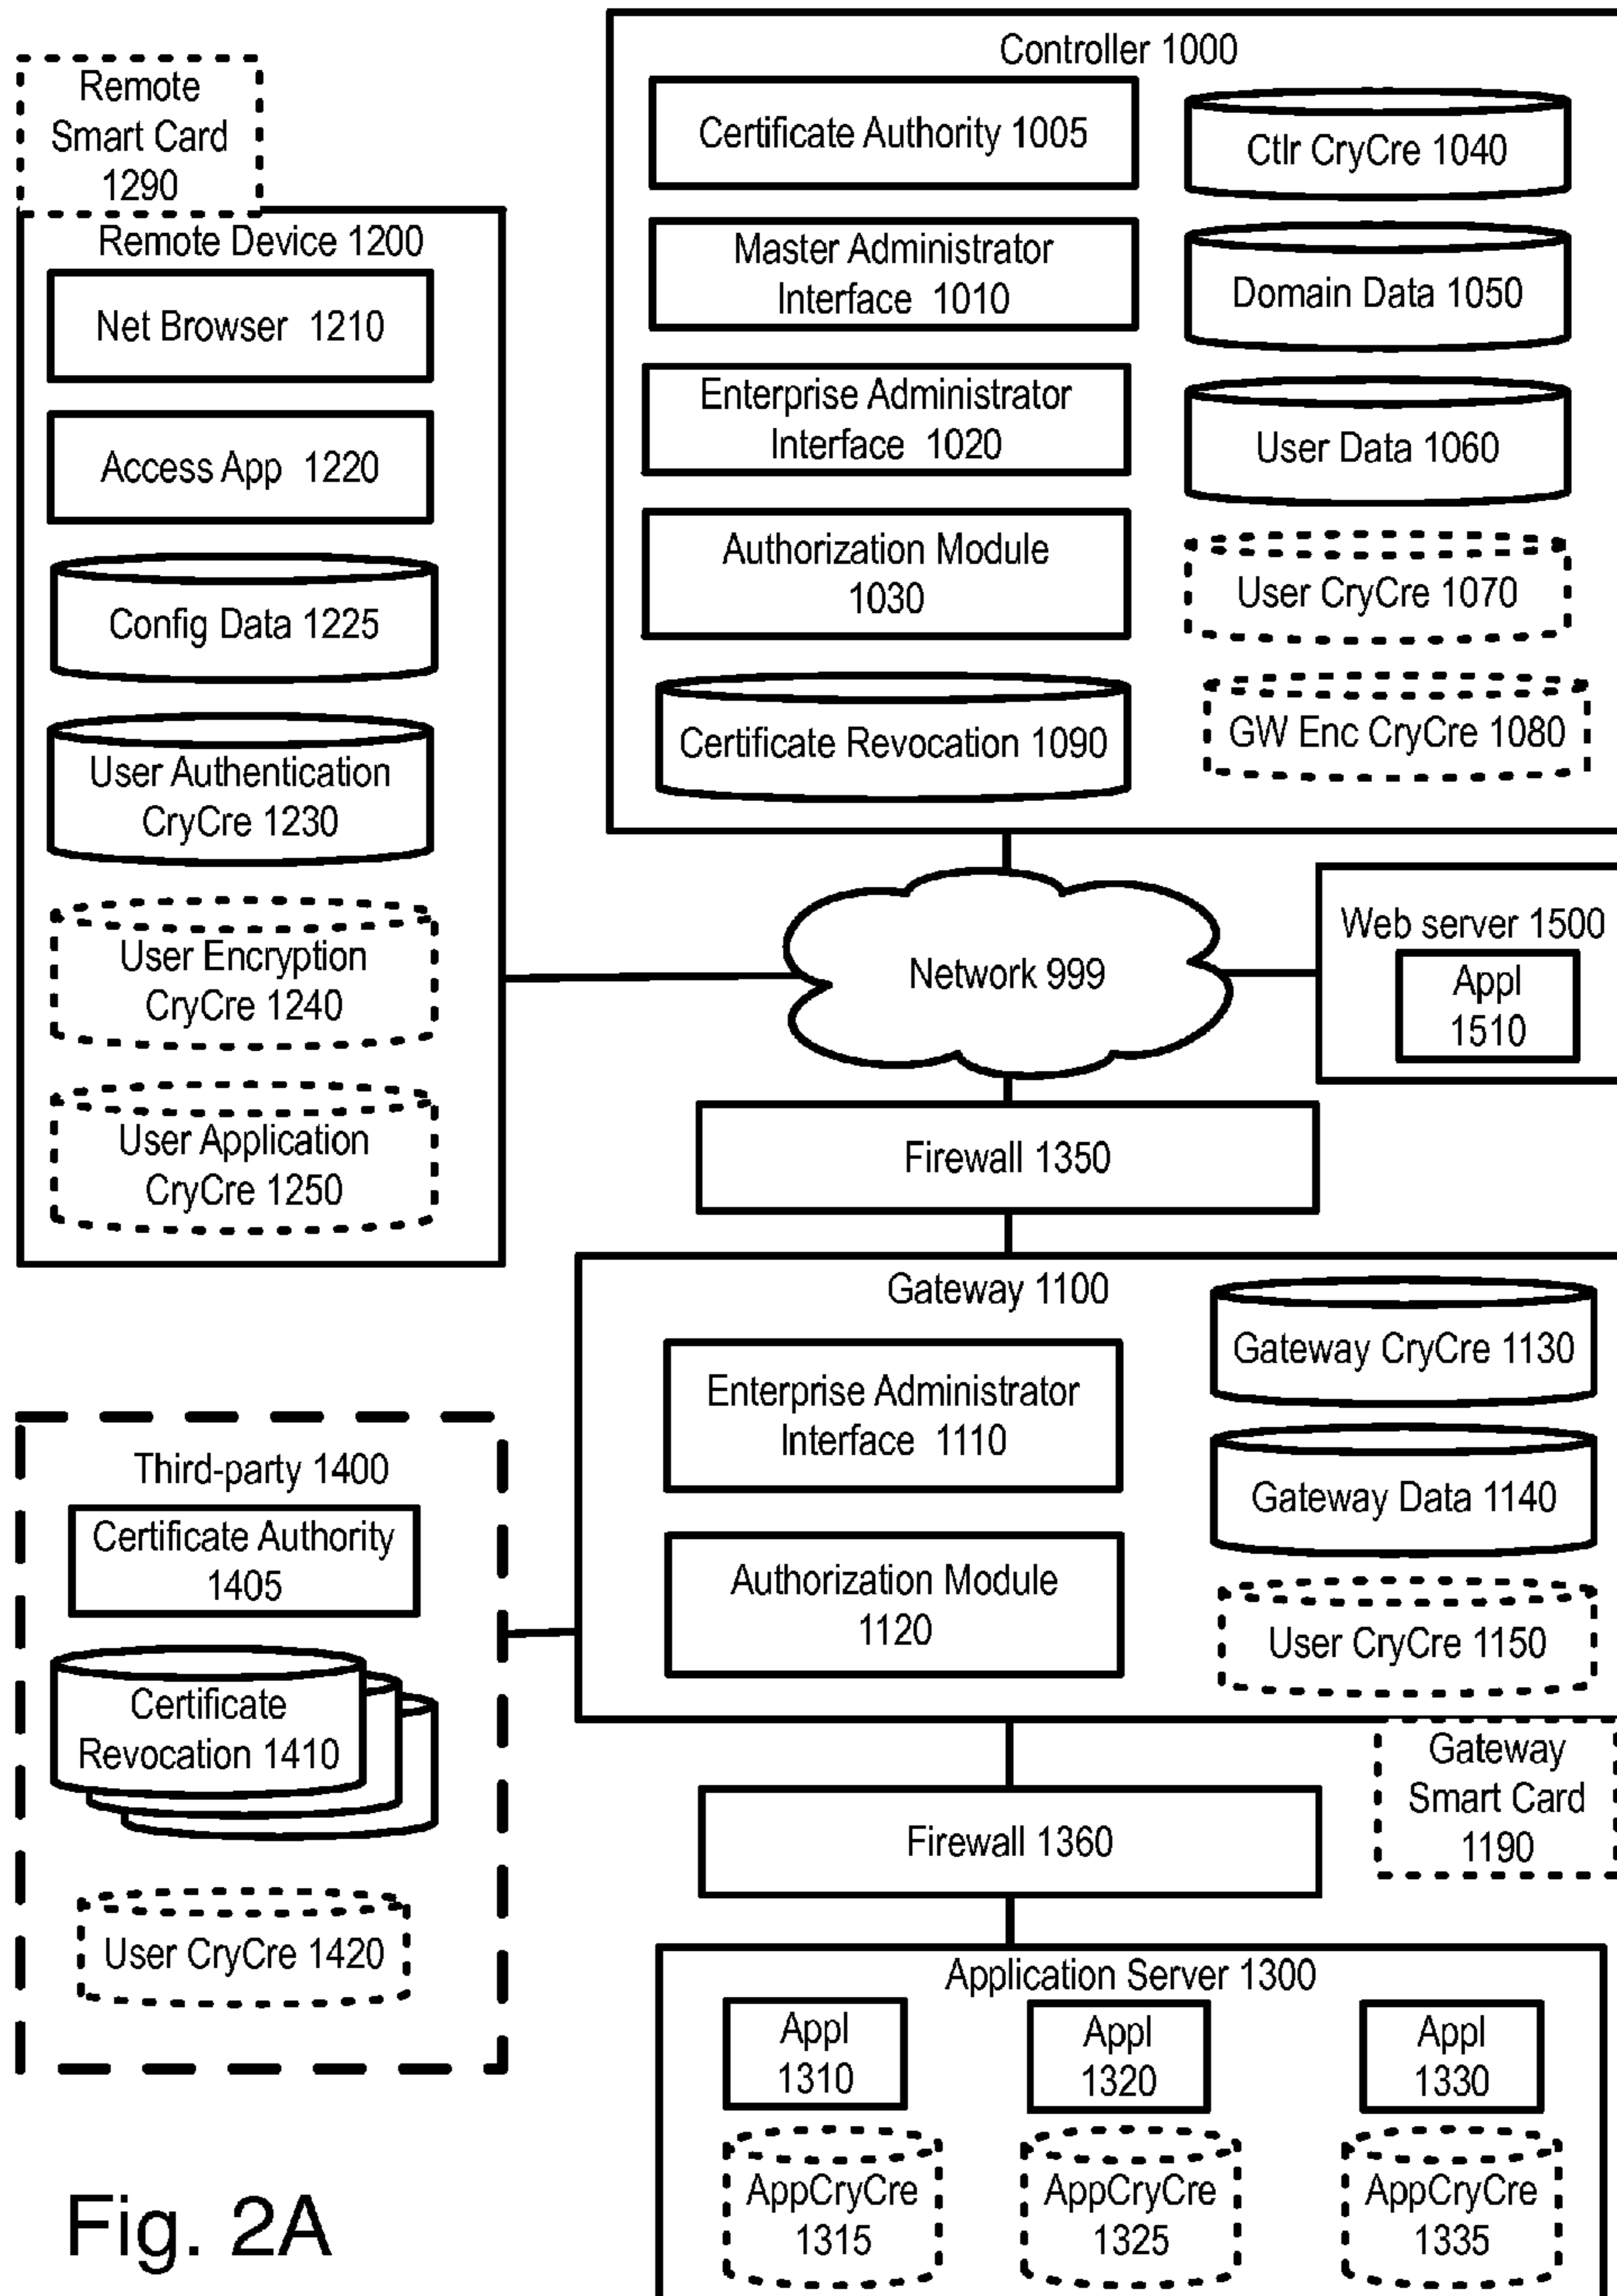 Controller 1000
Certificate Authority 1005
Master Administrator
Interface 1010
Enterprise Administrator
Interface 1020
Authorization Module
1030
Certificate Revocation 1090
Ctlr CryCre 1040
Domain Data 1050
User Data 1060
User CryCre 1070
GW Enc CryCre 1080
Remote
Smart Card
1290
Remote Device 1200
Net Browser 1210
Access App 1220
Config Data 1225
User Authentication
CryCre 1230
User Encryption
CryCre 1240
User Application
CryCre 1250
Network 999
Web server 1500
Appl
1510
Firewall 1350
Gateway 1100
Enterprise Administrator
Interface 1110
Authorization Module
1120
Gateway CryCre 1130
Gateway Data 1140
User CryCre 1150
Gateway
Smart Card
1190
Third-party 1400
Certificate Authority
1405
Certificate
Revocation 1410
User CryCre 1420
Firewall 1360
Application Server 1300
Appl
1310
Appl
1320
Appl
1330
AppCryCre
1315
AppCryCre
1325
AppCryCre
1335
Fig. 2A